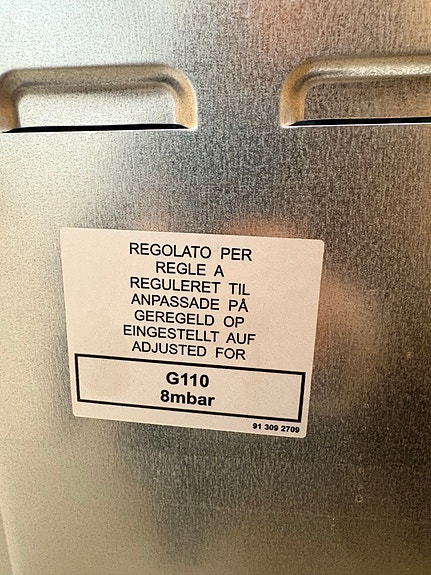 REGOLATO PER
REGLE A
REGULERET TIL
ANPASSADE PÅ
GEREGELD OP
EINGESTELLT AUF
ADJUSTED FOR
G110
8mbar
91 309 2709